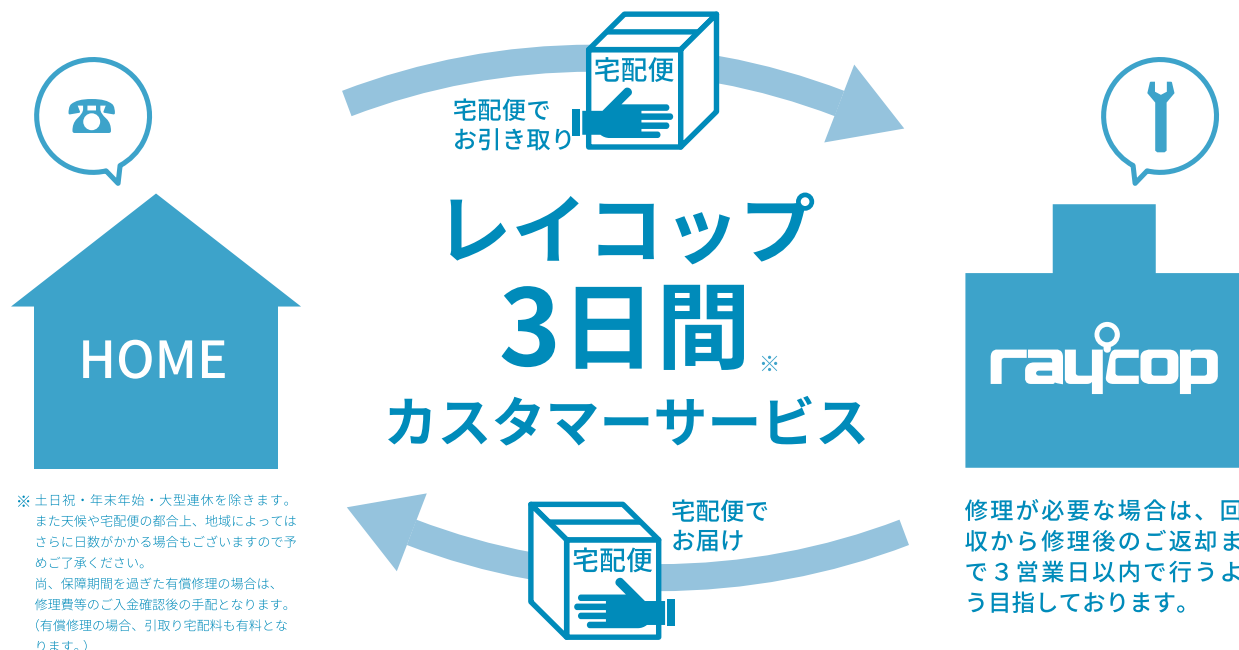 宅配便
宅配便で
お引き取り
レイコップ
3日間
※
カスタマーサービス
HOME
raycop
※ 土日祝・年末年始・大型連休を除きます。
また天候や宅配便の都合上、地域によっては
さらに日数がかかる場合もございますので予
めご了承ください。
尚、保障期間を過ぎた有償修理の場合は、
修理費等のご入金確認後の手配となります。
(有償修理の場合、引取り宅配料も有料とな
ります。)
宅配便で
お届け
宅配便
修理が必要な場合は、回
収から修理後のご返却ま
で3営業日以内で行うよ
う目指しております。